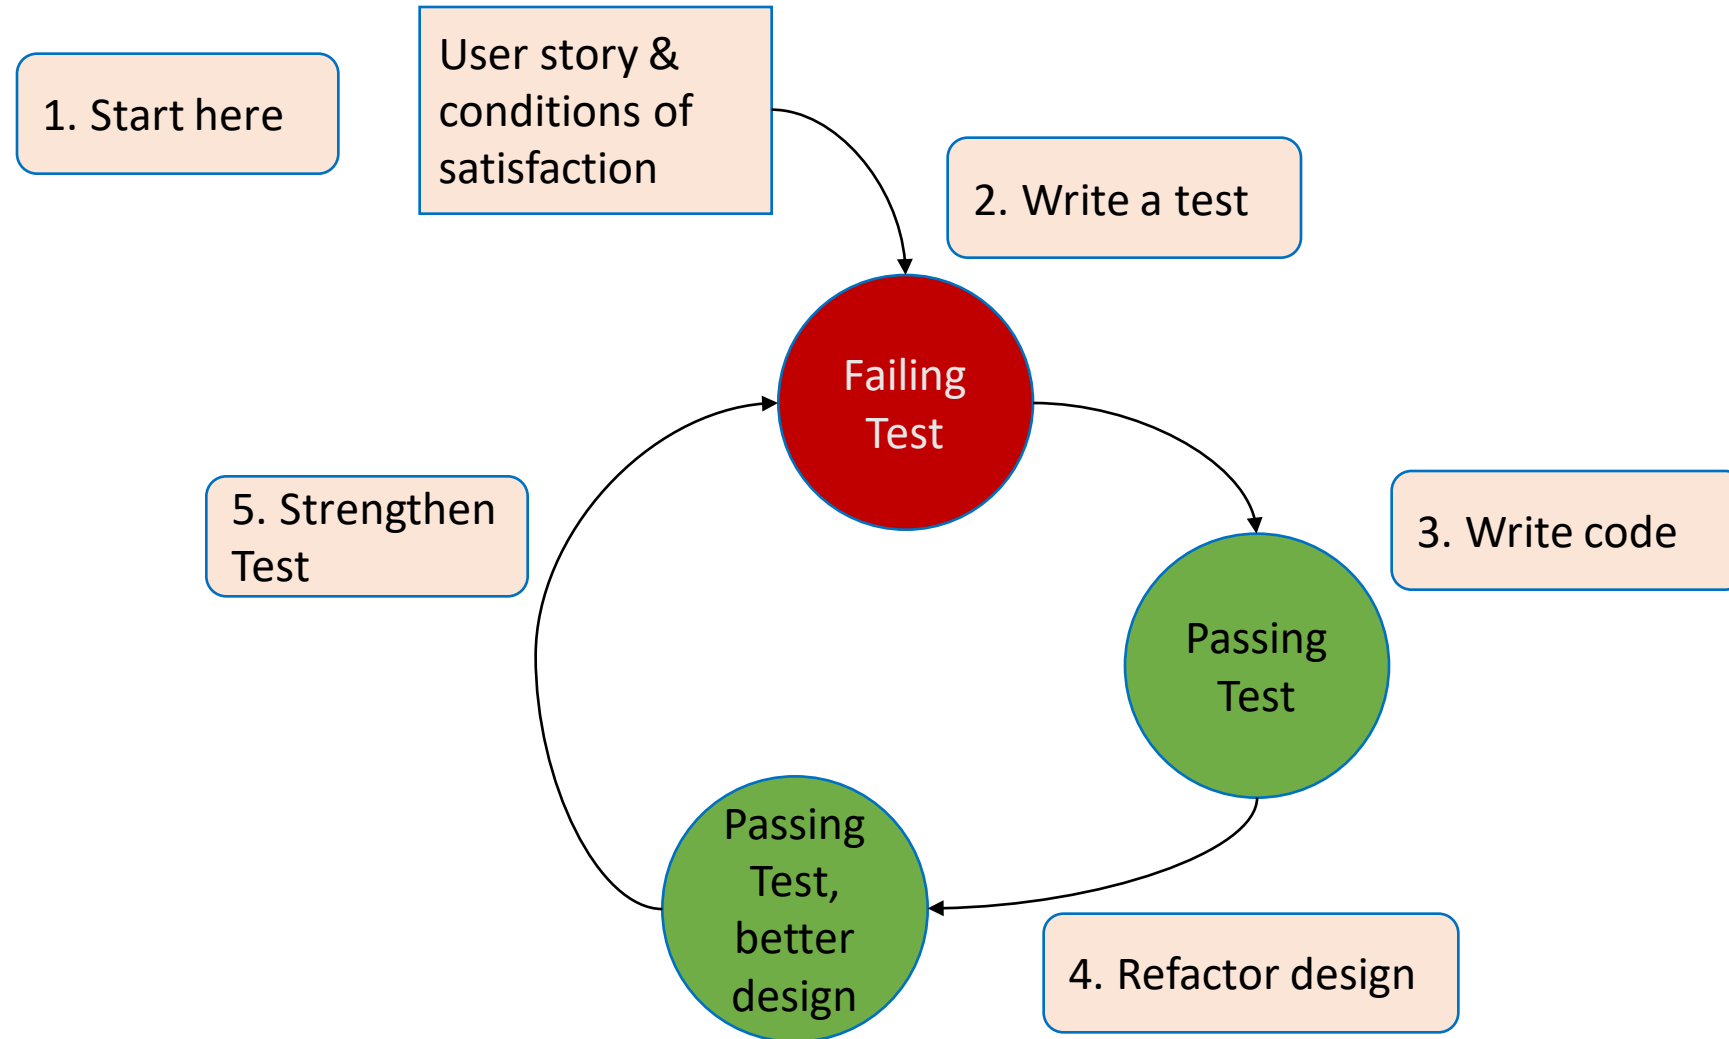 1. Start here
User story &
conditions of
satisfaction
2. Write a test
Failing
Test
3. Write code
Passing
Test
4. Refactor design
Passing
Test,
better
design
5. Strengthen
Test